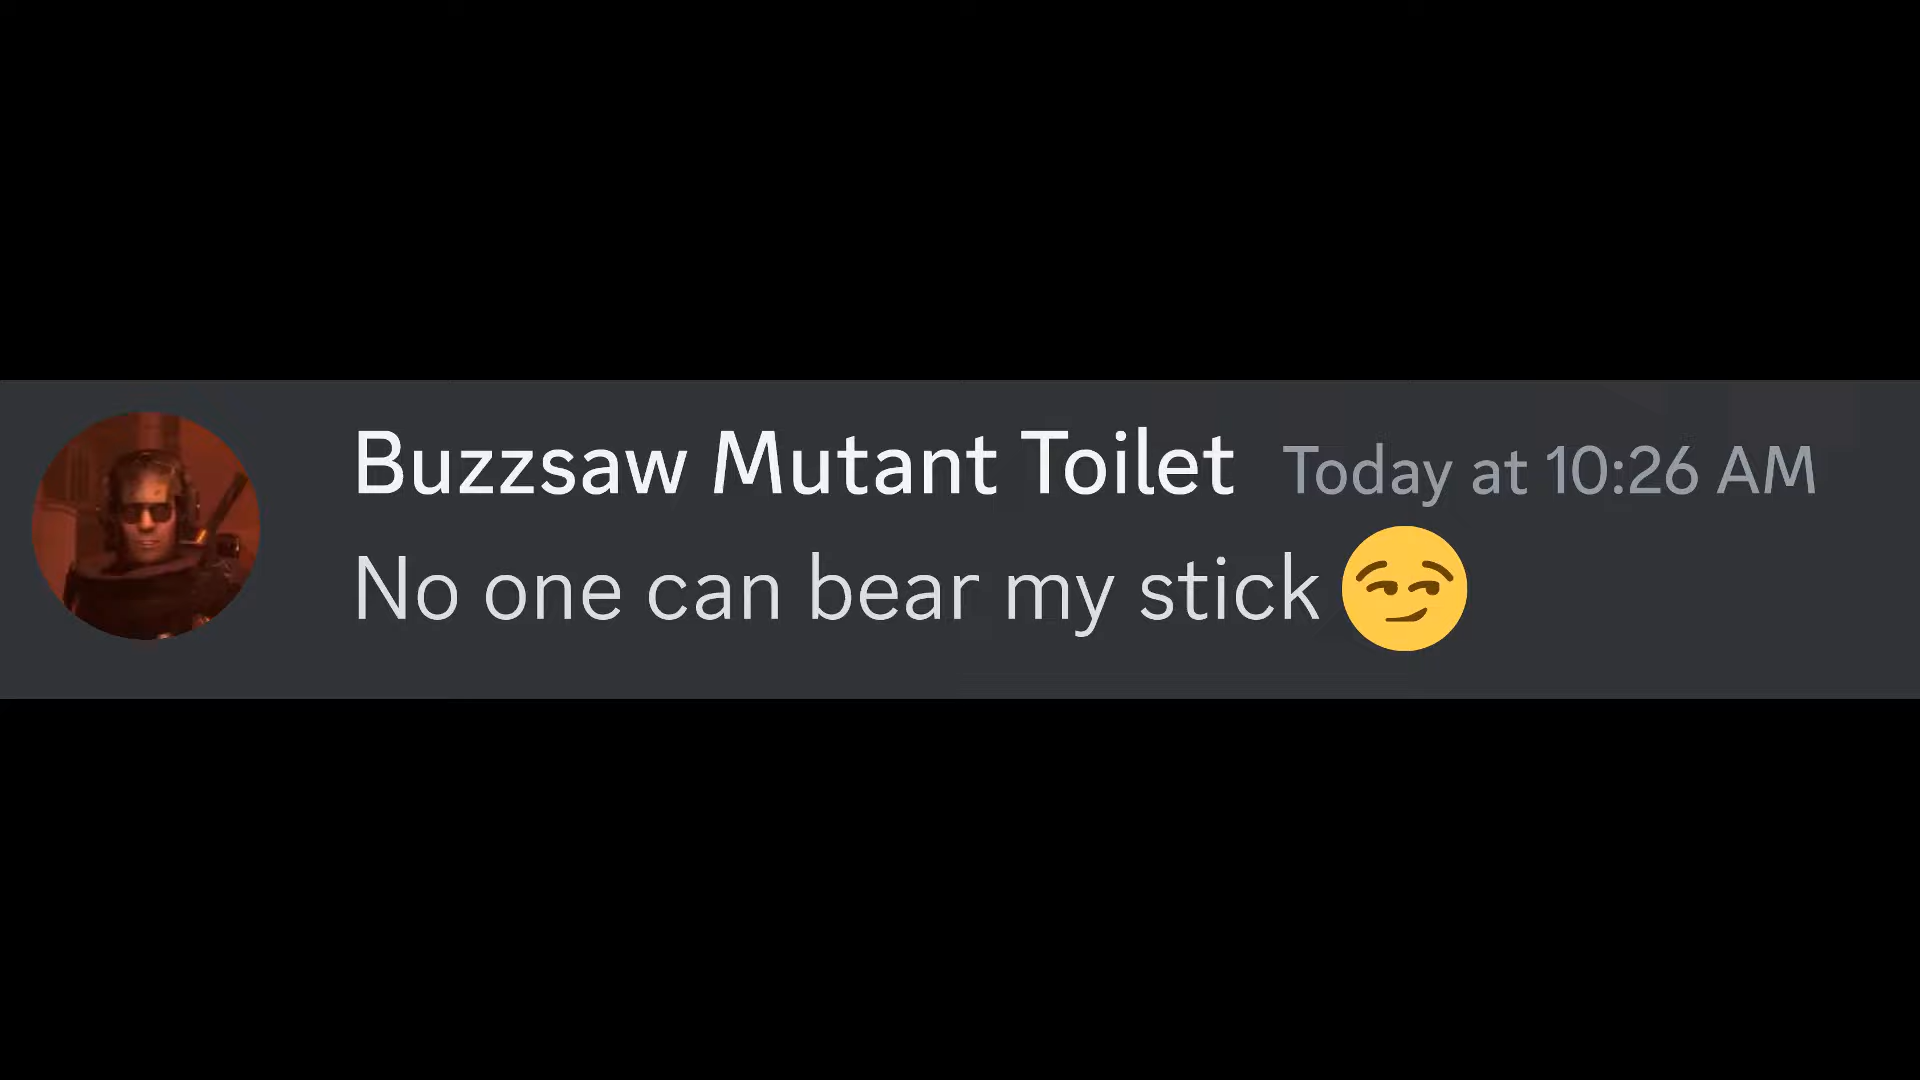 Buzzsaw Mutant Toilet Today at 10:26 AM
No one can bear my stick 😏